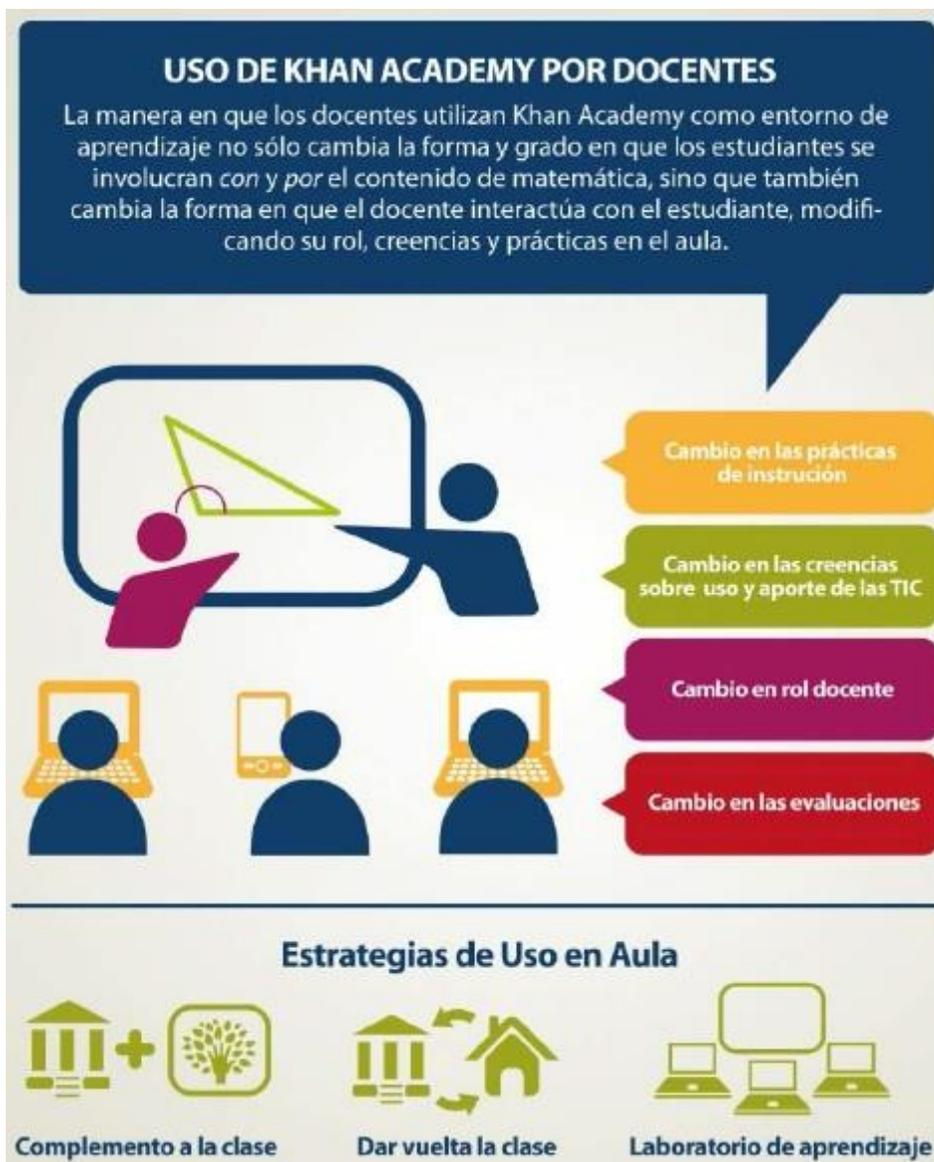 USO DE KHAN ACADEMY POR DOCENTES
La manera en que los docentes utilizan Khan Academy como entorno de
aprendizaje no sólo cambia la forma y grado en que los estudiantes se
involucran con y por el contenido de matemática, sino que también
cambia la forma en que el docente interactúa con el estudiante, modifi-
cando su rol, creencias y prácticas en el aula.
Cambio en las prácticas
de instrución
Cambio en las creencias
sobre uso y aporte de las TIC
Cambio en rol docente
Cambio en las evaluaciones
Estrategias de Uso en Aula
Complemento a la clase
Dar vuelta la clase
Laboratorio de aprendizaje